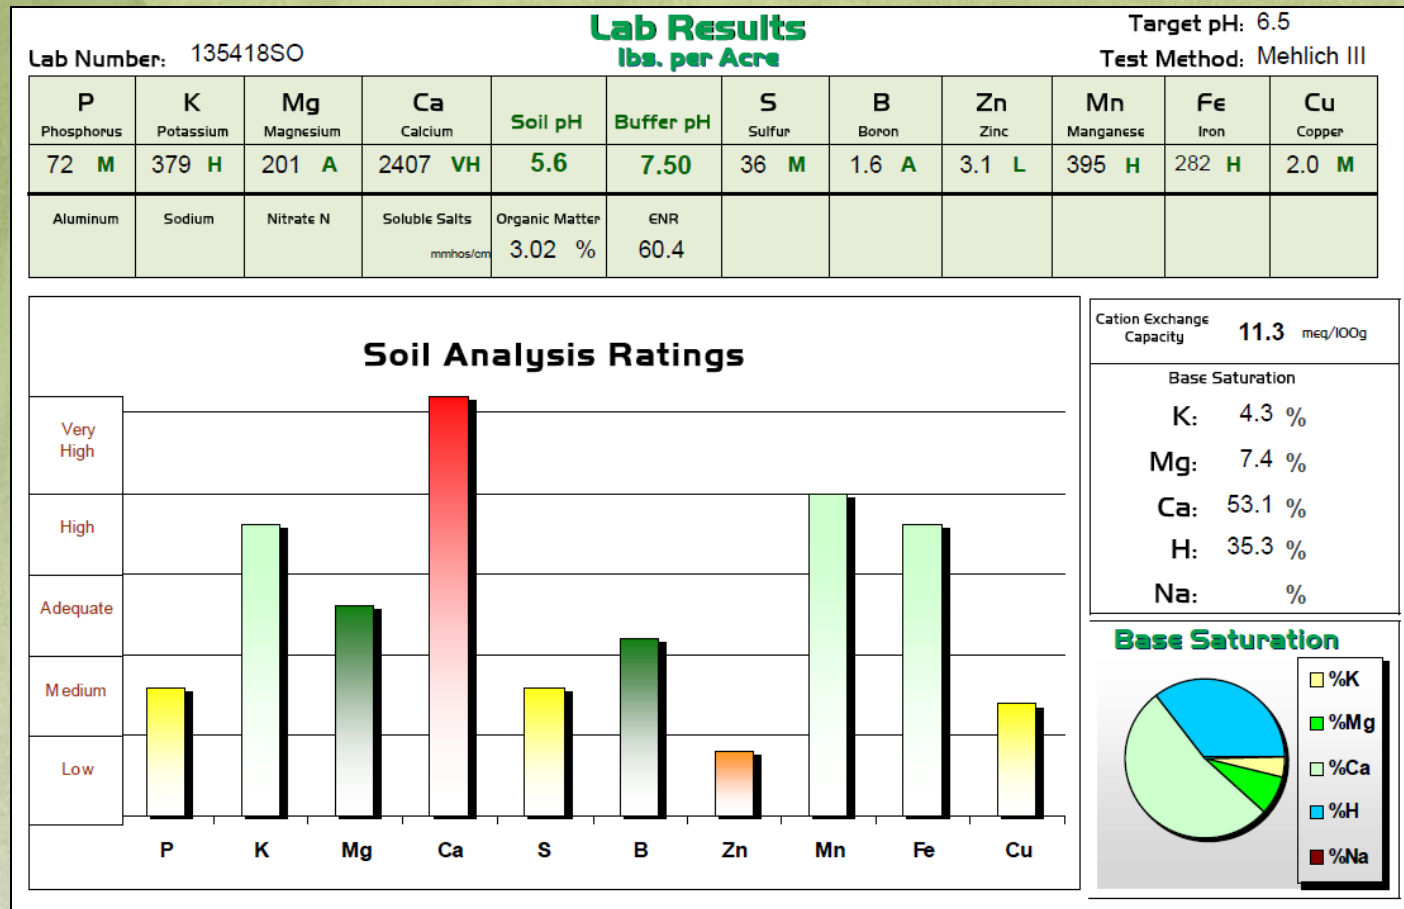 Lab Results
lbs. per Acre
Lab Number: 135418SO
Target pH: 6.5
Test Method: Mehlich III
P K Mg Ca Soil pH Buffer pH S B Zn Mn Fe Cu
Phosphorus Potassium Magnesium Calcium Sulfur Boron Zinc Manganese Iron Copper
72 M 379 H 201 A 2407 VH 5.6 7.50 36 M 1.6 A 3.1 L 395 H 282 H 2.0 M
Aluminum Sodium Nitrate N Soluble Salts Organic Matter ENR
mmhos/cm 3.02 % 60.4
Soil Analysis Ratings
Very
High
High
Adequate
Medium
Low
P K Mg Ca S B Zn Mn Fe Cu
Cation Exchange
Capacity 11.3 meq/100g
Base Saturation
K: 4.3 %
Mg: 7.4 %
Ca: 53.1 %
H: 35.3 %
Na: %
Base Saturation
%K
%Mg
%Ca
%H
%Na